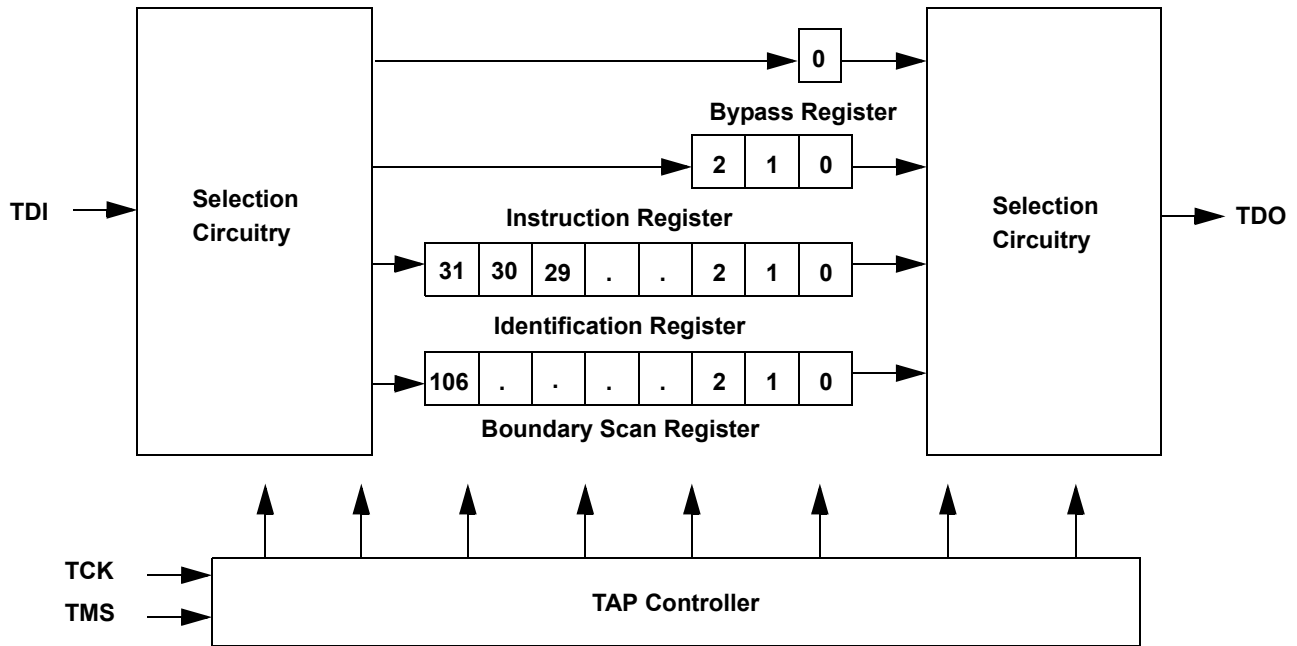 0
Bypass Register
2 1 0
Selection
Circuitry
Selection
Circuitry
TDI
TDO
Instruction Register
31 30 29 . . 2 1 0
Identification Register
106 . . . . 2 1 0
Boundary Scan Register
TCK
TMS
TAP Controller